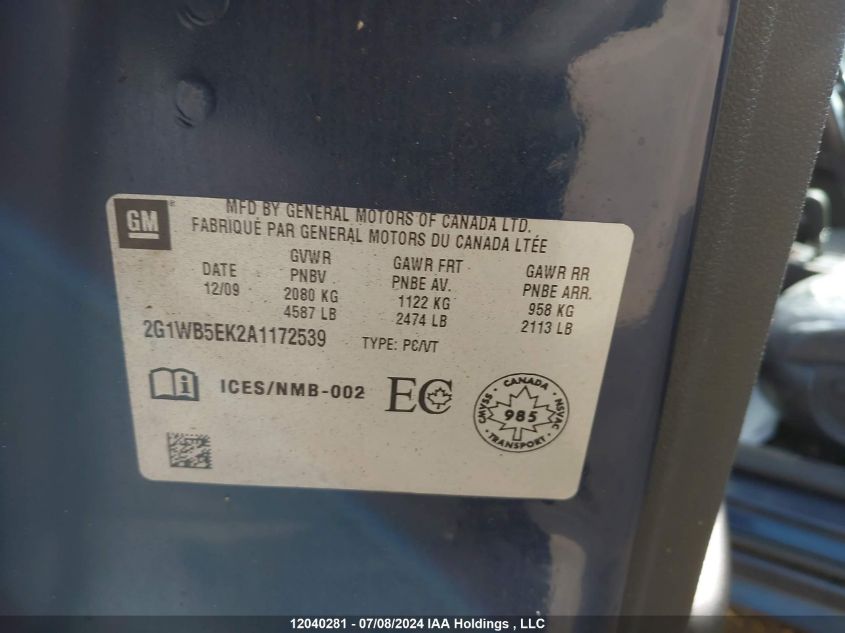 GM
MFD BY GENERAL MOTORS OF CANADA LTD.
FABRIQUÉ PAR GENERAL MOTORS DU CANADA LTÉE
DATE
12/09
GVWR
PNBV
2080 KG
4587 LB
GAWR FRT
PNBE AV.
1122 KG
2474 LB
GAWR RR
PNBE ARR.
958 KG
2113 LB
2G1WB5EK2A1172539
TYPE: PC/VT
ICES/NMB-002
EC
CANADA
CMVSS
985
NSVAC
TRANSPORT
12040281 - 07/08/2024 IAA Holdings , LLC